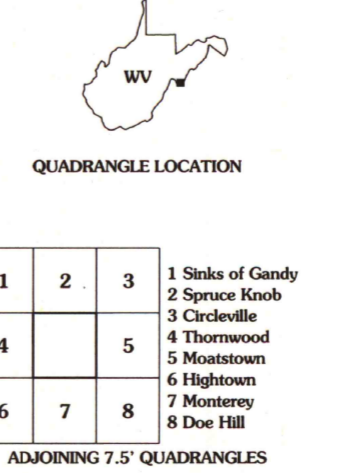 WV
QUADRANGLE LOCATION
1 2 3
4 5
6 7 8
1 Sinks of Gandy
2 Spruce Knob
3 Circleville
4 Thornwood
5 Moatstown
6 Hightown
7 Monterey
8 Doe Hill
ADJOINING 7.5' QUADRANGLES